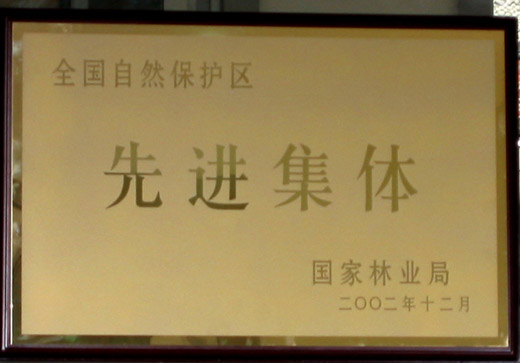 全国自然保护区
先进集体
国家林业局
二〇〇二年十二月